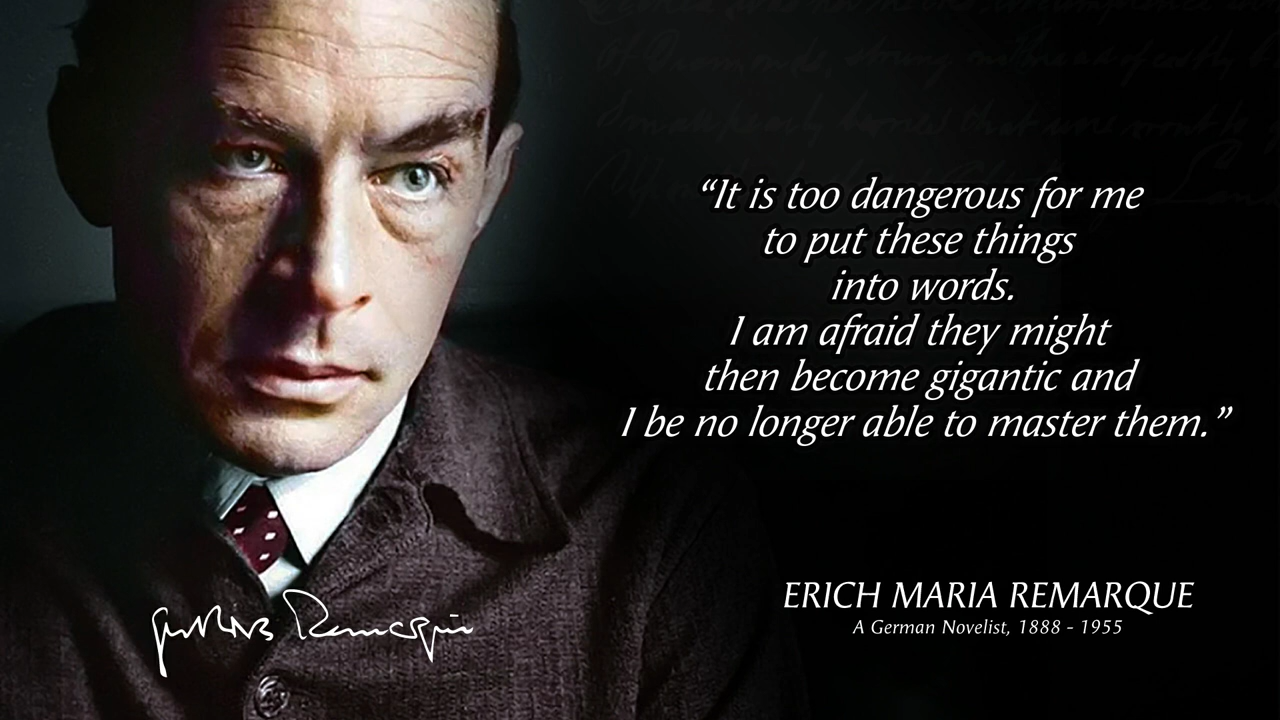 “It is too dangerous for me
to put these things
into words.
I am afraid they might
then become gigantic and
I be no longer able to master them.”
ERICH MARIA REMARQUE
A German Novelist, 1888 - 1955
Remarque